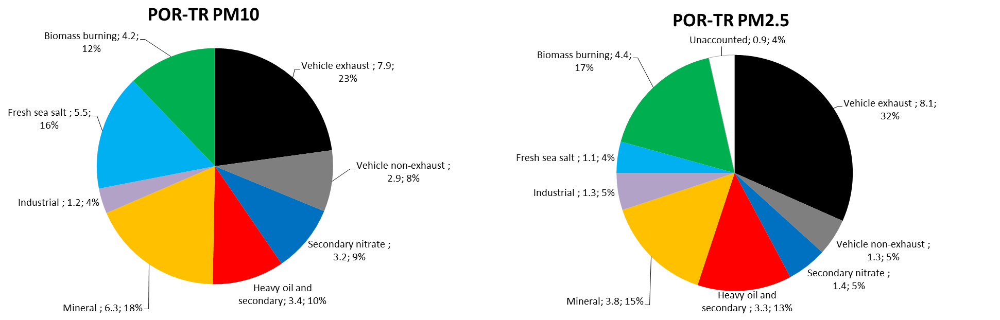 POR-TR PM10
Biomass burning; 4.2;
12%
Vehicle exhaust ; 7.9;
23%
Fresh sea salt ; 5.5;
16%
Vehicle non-exhaust ;
2.9; 8%
Industrial ; 1.2; 4%
Secondary nitrate ;
3.2; 9%
Heavy oil and
secondary; 3.4; 10%
Mineral ; 6.3; 18%
POR-TR PM2.5
Unaccounted; 0.9; 4%
Biomass burning; 4.4;
17%
Vehicle exhaust ; 8.1;
32%
Fresh sea salt ; 1.1; 4%
Industrial ; 1.3; 5%
Vehicle non-exhaust ;
1.3; 5%
Secondary nitrate ;
1.4; 5%
Heavy oil and
secondary ; 3.3; 13%
Mineral; 3.8; 15%